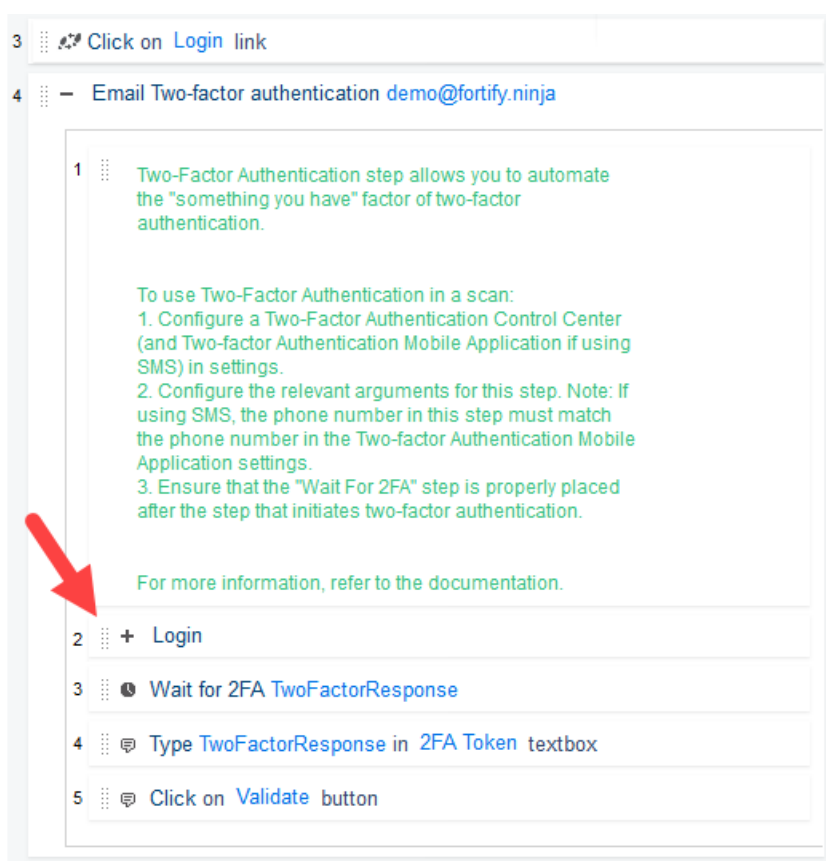 3 Click on Login link
4 Email Two-factor authentication demo@fortify.ninja
1 Two-Factor Authentication step allows you to automate
the "something you have" factor of two-factor
authentication.
To use Two-Factor Authentication in a scan:
1. Configure a Two-Factor Authentication Control Center
(and Two-factor Authentication Mobile Application if using
SMS) in settings.
2. Configure the relevant arguments for this step. Note: If
using SMS, the phone number in this step must match
the phone number in the Two-factor Authentication Mobile
Application settings.
3. Ensure that the "Wait For 2FA" step is properly placed
after the step that initiates two-factor authentication.
For more information, refer to the documentation.
2 + Login
3 Wait for 2FA TwoFactorResponse
4 Type TwoFactorResponse in 2FA Token textbox
5 Click on Validate button